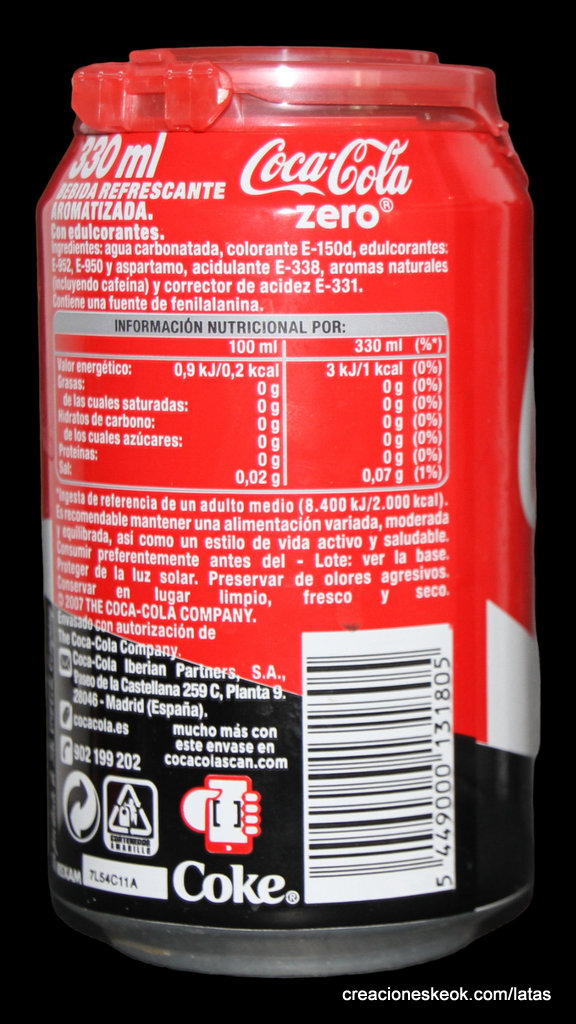 330 ml
BEBIDA REFRESCANTE
AROMATIZADA.
Con edulcorantes.
Coca-Cola
zero®
Ingredientes: agua carbonatada, colorante E-150d, edulcorantes:
E-952, E-950 y aspartamo, acidulante E-338, aromas naturales
(incluyendo cafeína) y corrector de acidez E-331.
Contiene una fuente de fenilalanina.
INFORMACIÓN NUTRICIONAL POR:
100 ml 330 ml (%*)
Valor energético: 0,9 kJ/0,2 kcal 3 kJ/1 kcal (0%)
Grasas: 0 g 0 g (0%)
de las cuales saturadas: 0 g 0 g (0%)
Hidratos de carbono: 0 g 0 g (0%)
de los cuales azúcares: 0 g 0 g (0%)
Proteínas: 0 g 0 g (0%)
Sal: 0,02 g 0,07 g (1%)
*Ingesta de referencia de un adulto medio (8.400 kJ/2.000 kcal).
Es recomendable mantener una alimentación variada, moderada
y equilibrada, así como un estilo de vida activo y saludable.
Consumir preferentemente antes del - Lote: ver la base.
Proteger de la luz solar. Preservar de olores agresivos.
Conservar en lugar limpio, fresco y seco.
© 2007 THE COCA-COLA COMPANY.
Envasado con autorización de
The Coca-Cola Company.
Coca-Cola Iberian Partners, S.A.,
Paseo de la Castellana 259 C, Planta 9.
28046 - Madrid (España).
cocacola.es
902 199 202
mucho más con
este envase en
cocacolascan.com
CONTENEDOR
AMARILLO
REXAM 7L54C11A
Coke®
5 449000 131805
creacioneskeok.com/latas